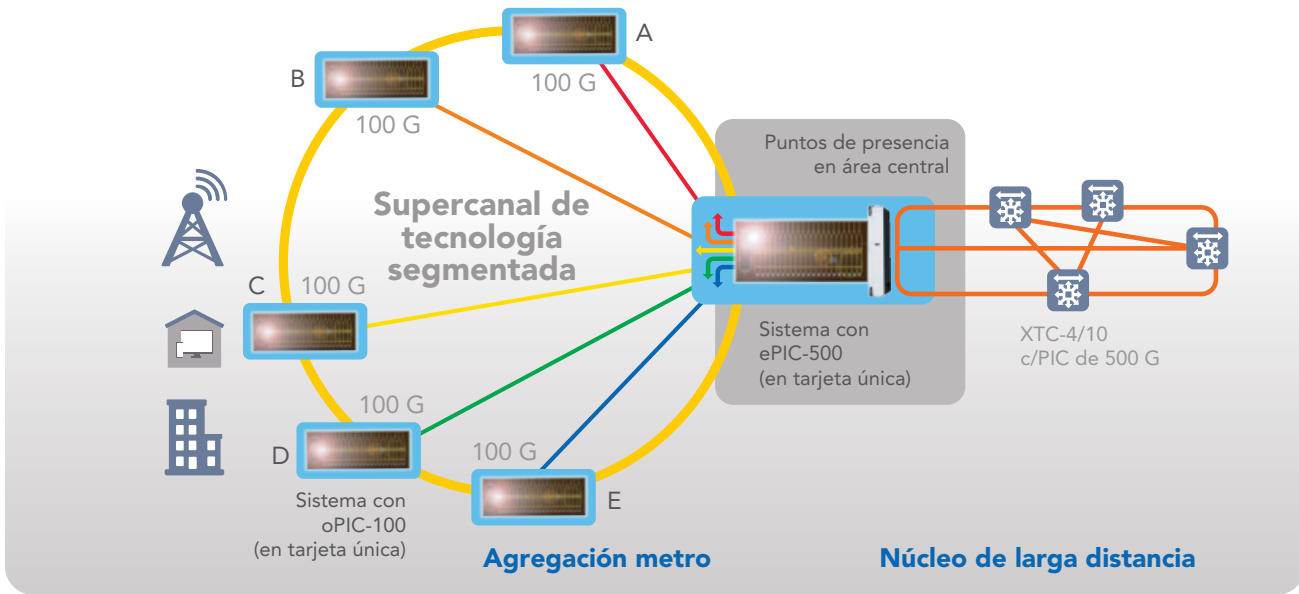 A
100 G
B
100 G
Puntos de presencia
en área central
Supercanal de
tecnología
segmentada
C
100 G
Sistema con
ePIC-500
(en tarjeta única)
XTC-4/10
c/PIC de 500 G
100 G
D
100 G
E
Sistema con
oPIC-100
(en tarjeta única)
Agregación metro
Núcleo de larga distancia